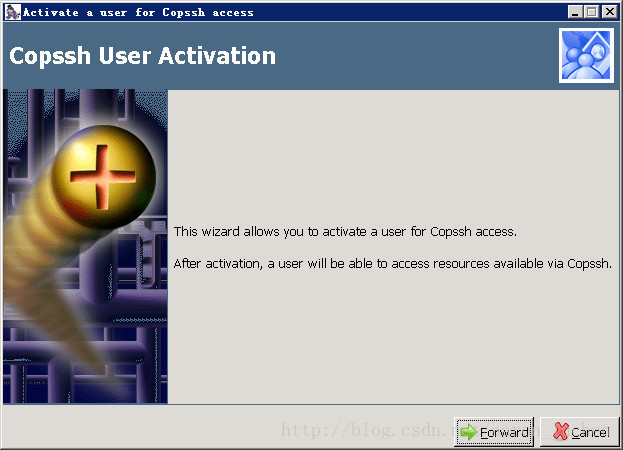 Activate a user for Copssh access
Copssh User Activation
This wizard allows you to activate a user for Copssh access.
After activation, a user will be able to access resources available via Copssh.
http://blog.csdn.
Forward
Cancel